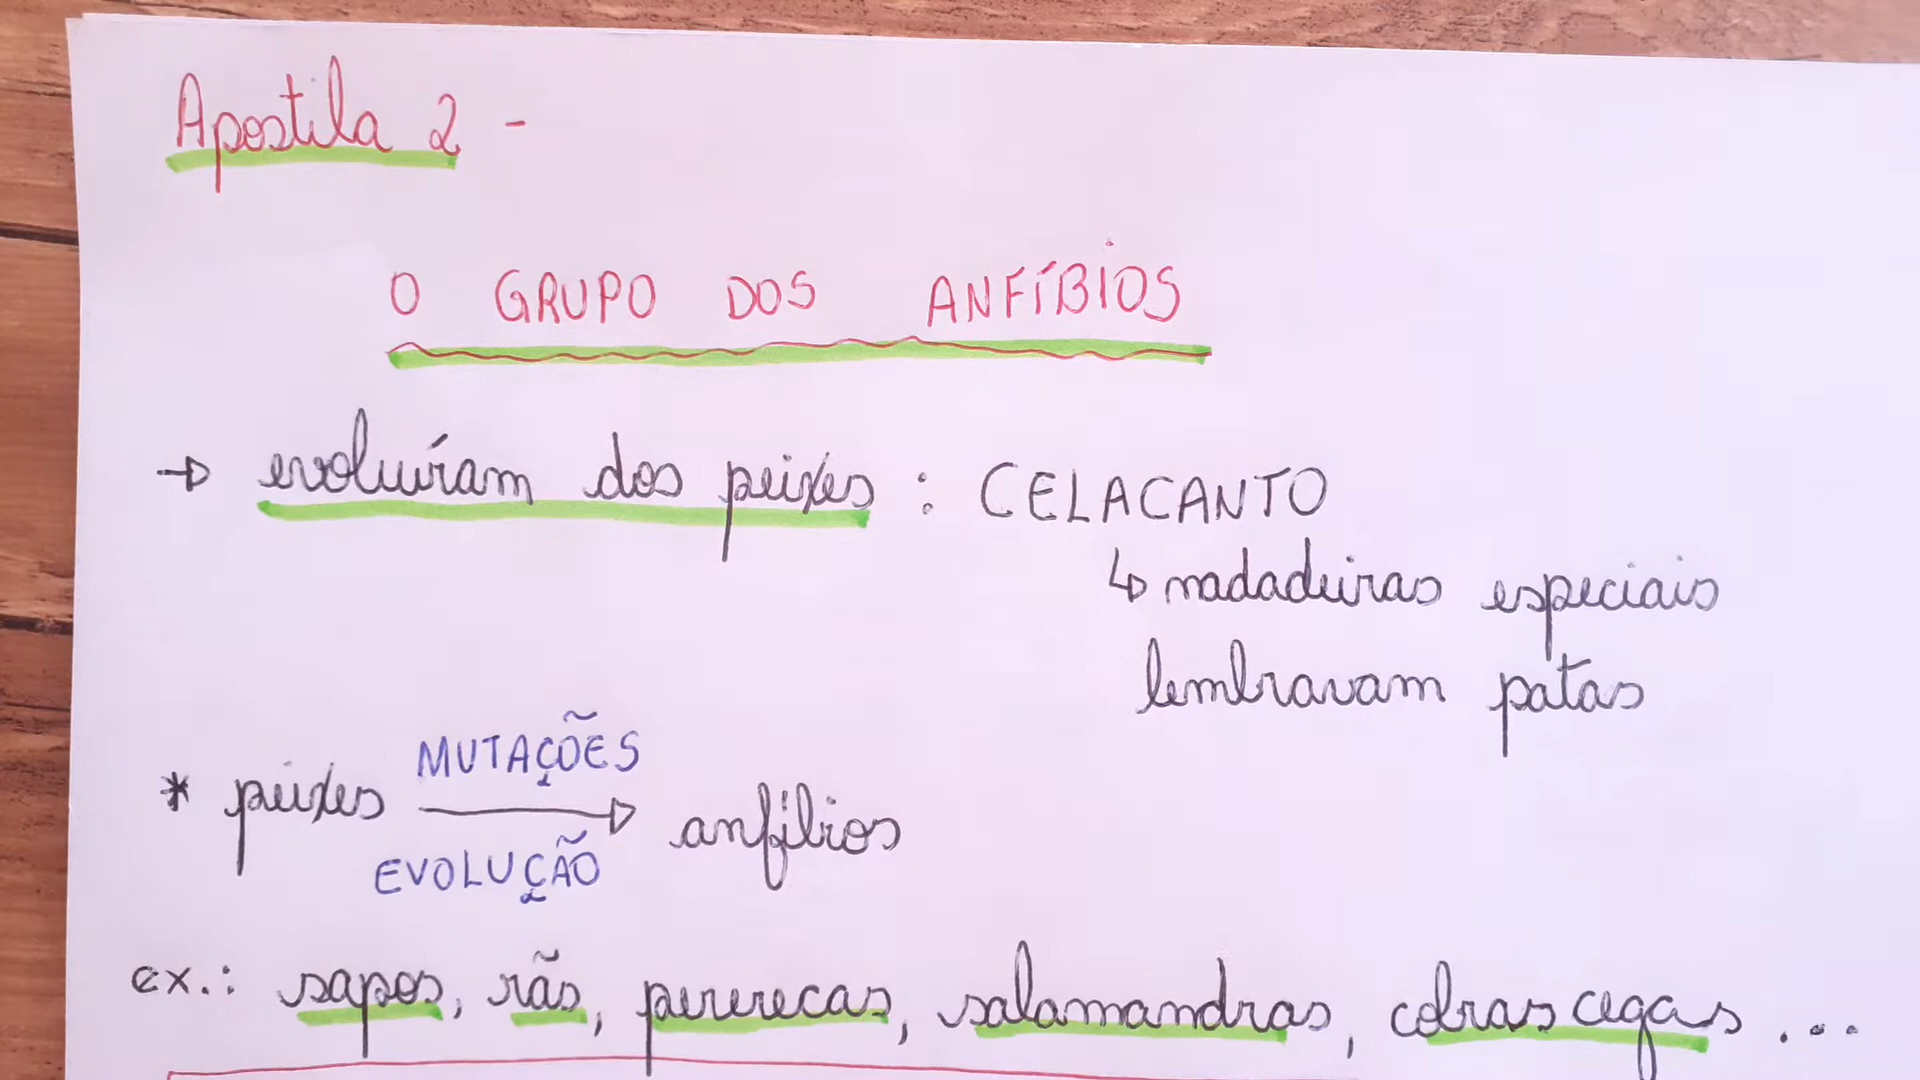 Apostila 2 -
O GRUPO DOS ANFÍBIOS
→ evoluíram dos peixes : CELACANTO
↳ nadadeiras especiais
lembravam patas
MUTAÇÕES
* peixes → anfíbios
EVOLUÇÃO
ex.: sapos, rãs, pererecas, salamandras, cobras cegas ...